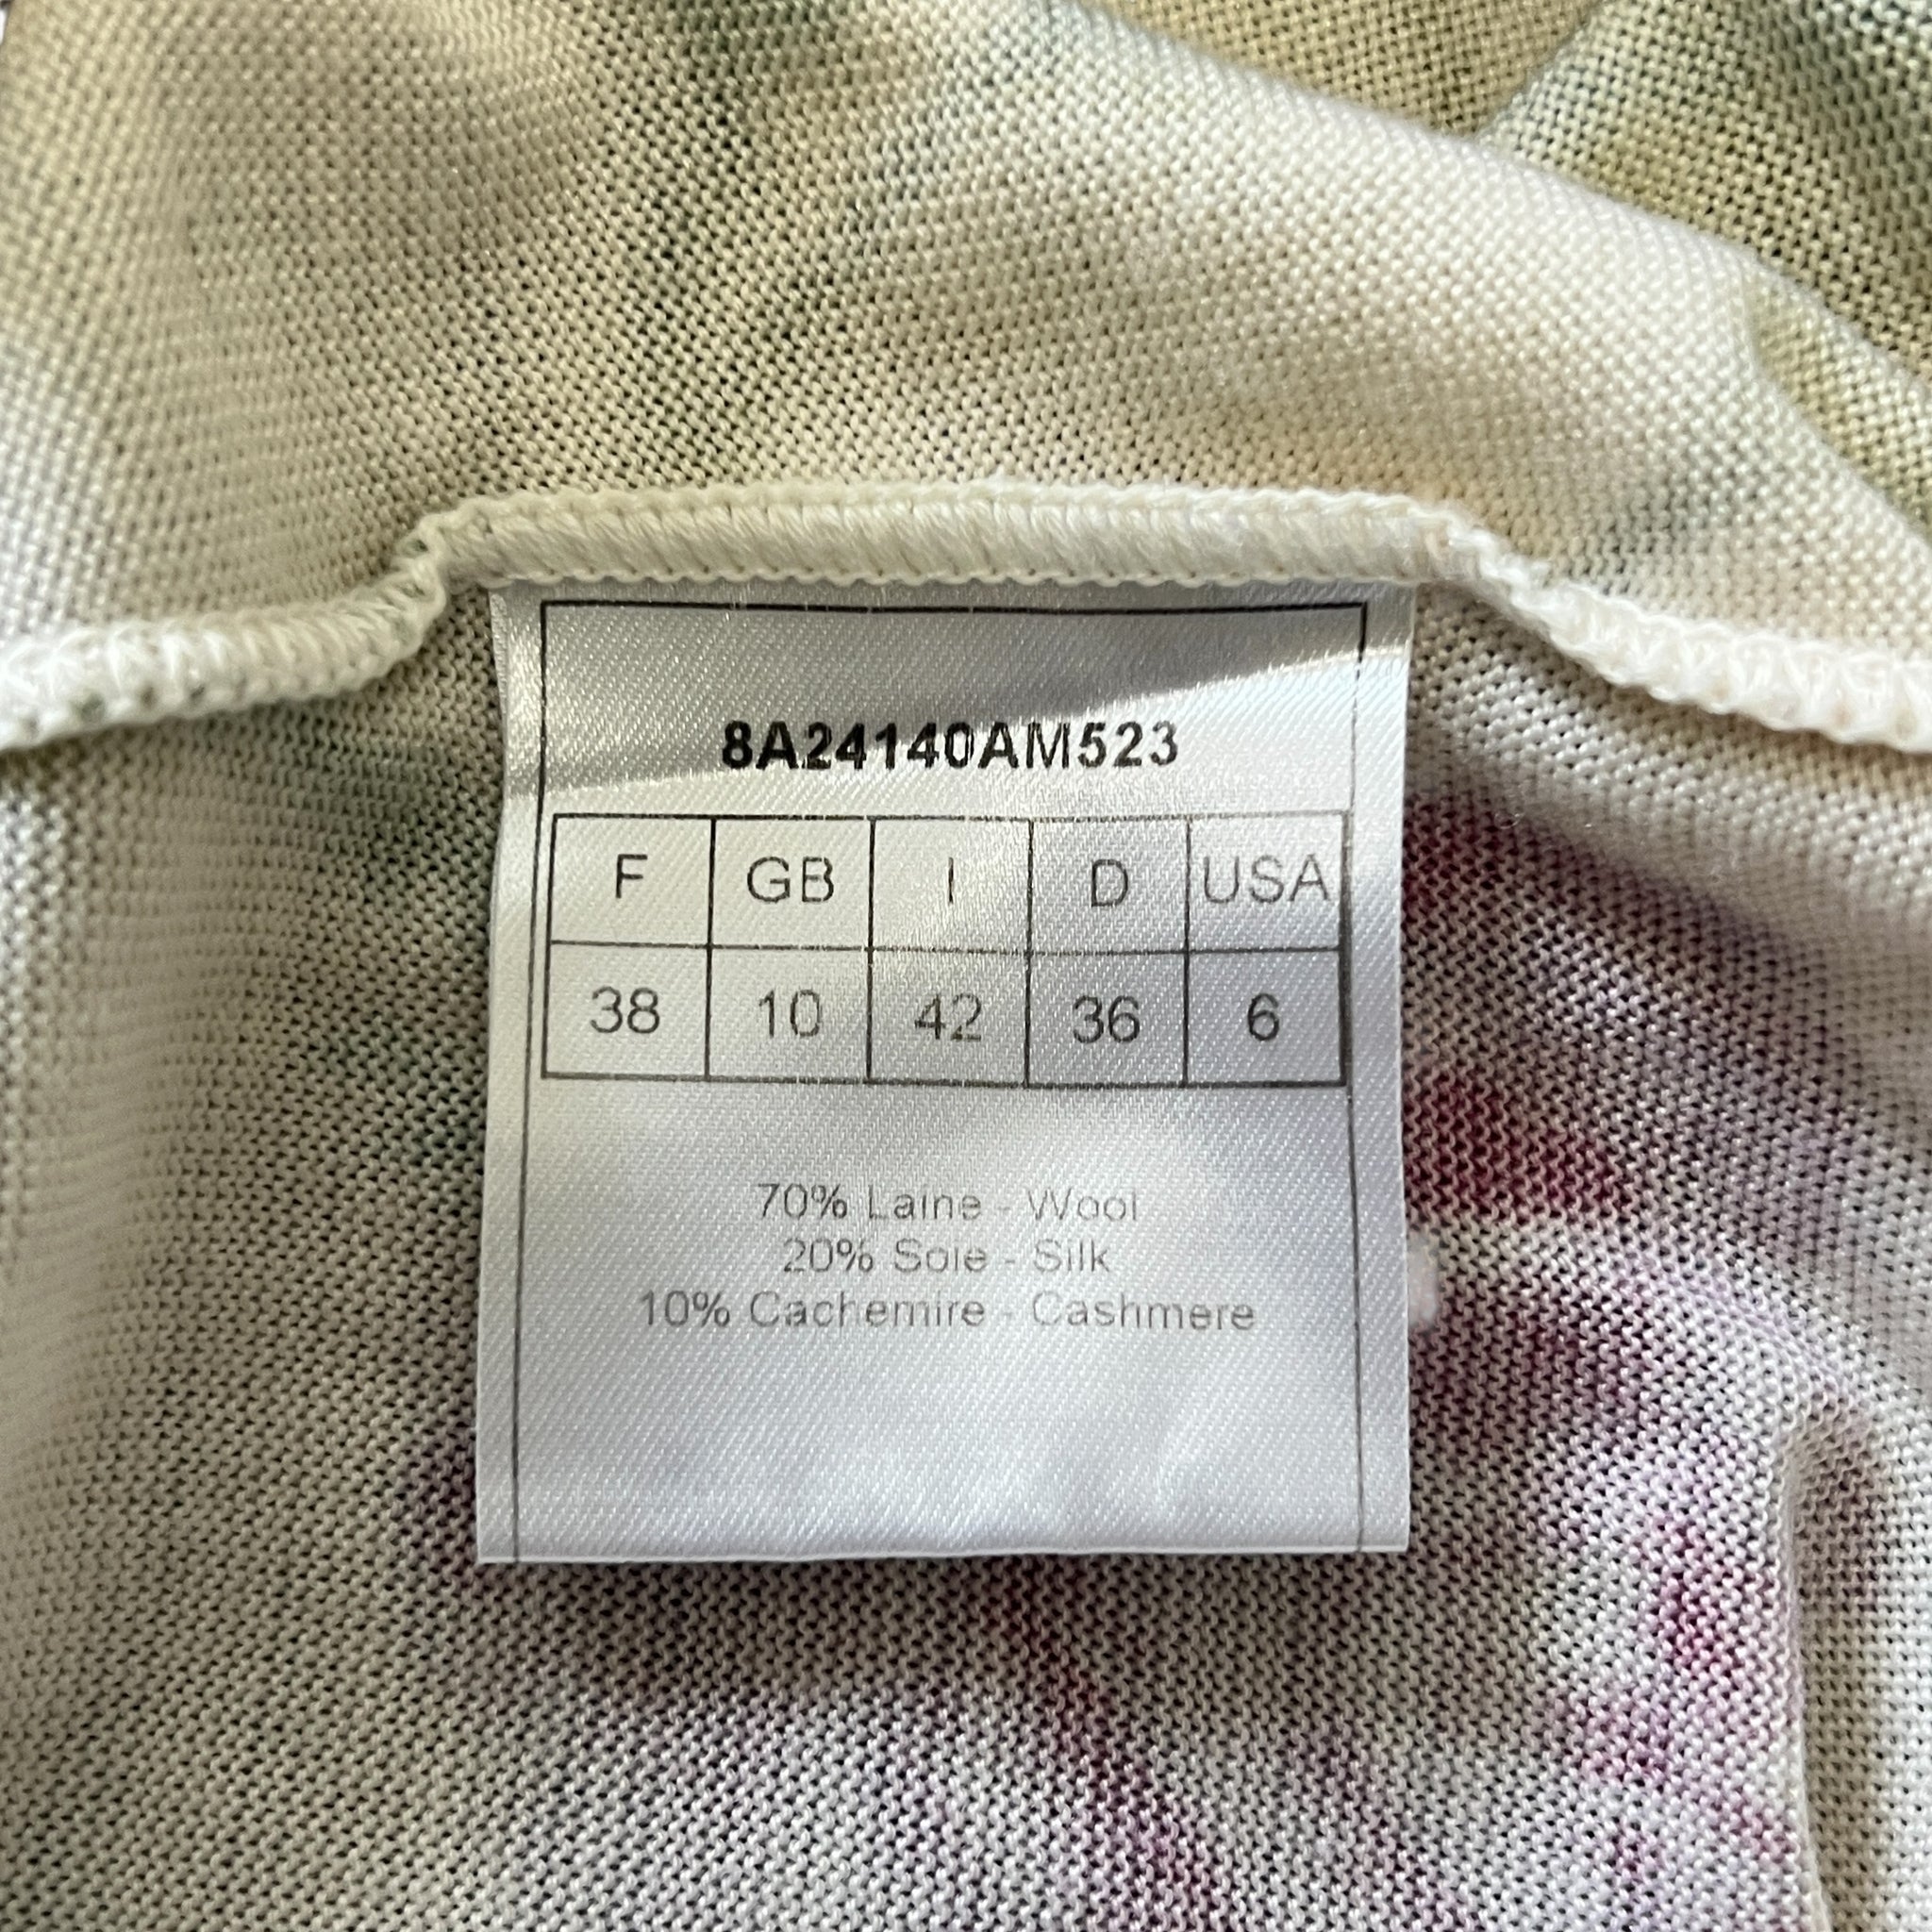 8A24140AM523
F GB I D USA
38 10 42 36 6
70% Laine - Wool
20% Soie - Silk
10% Cachemire - Cashmere